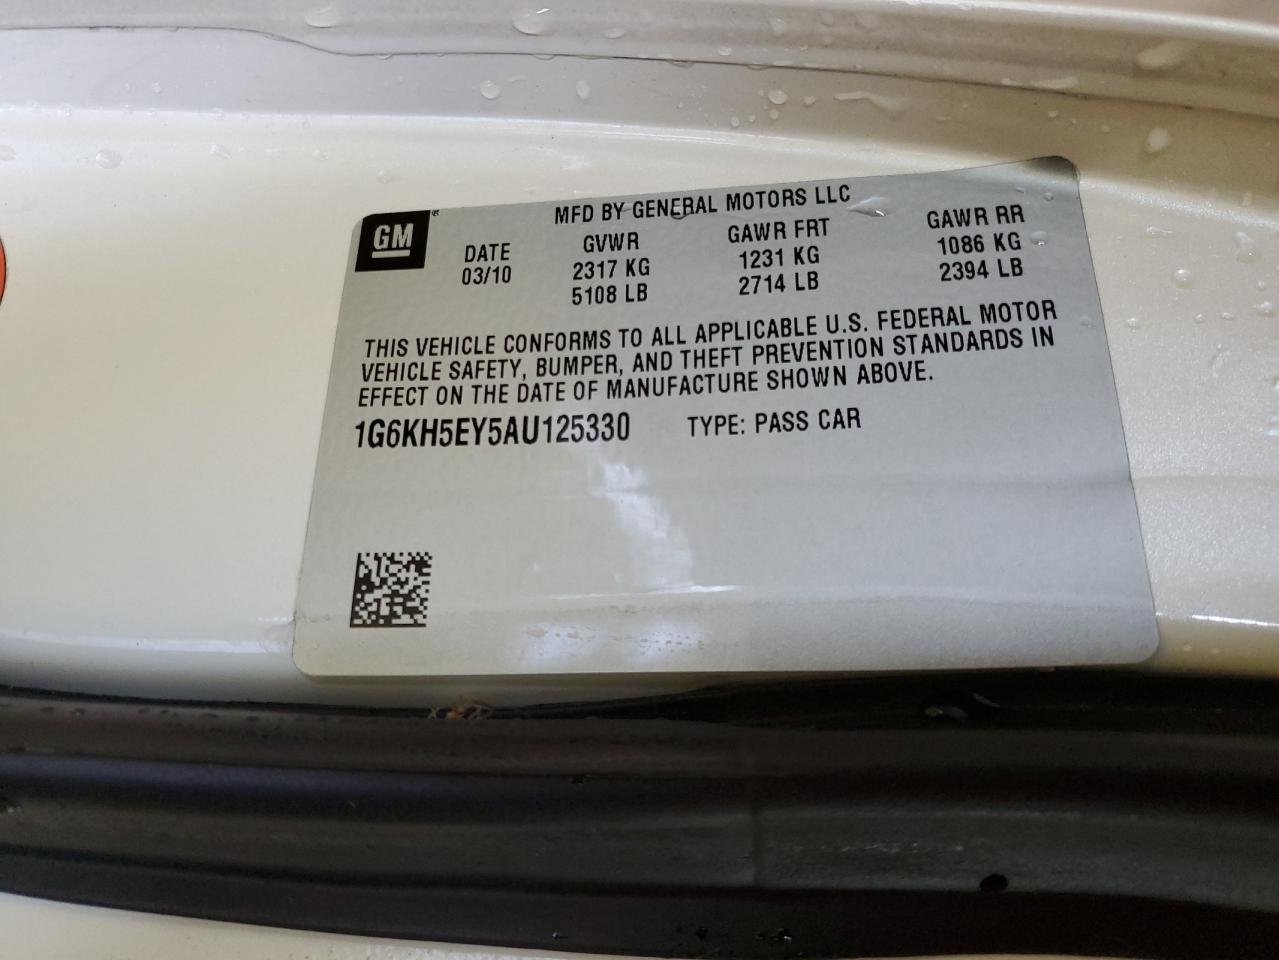 GM
MFD BY GENERAL MOTORS LLC
DATE GVWR GAWR FRT GAWR RR
03/10 2317 KG 1231 KG 1086 KG
5108 LB 2714 LB 2394 LB
THIS VEHICLE CONFORMS TO ALL APPLICABLE U.S. FEDERAL MOTOR
VEHICLE SAFETY, BUMPER, AND THEFT PREVENTION STANDARDS IN
EFFECT ON THE DATE OF MANUFACTURE SHOWN ABOVE.
1G6KH5EY5AU125330 TYPE: PASS CAR